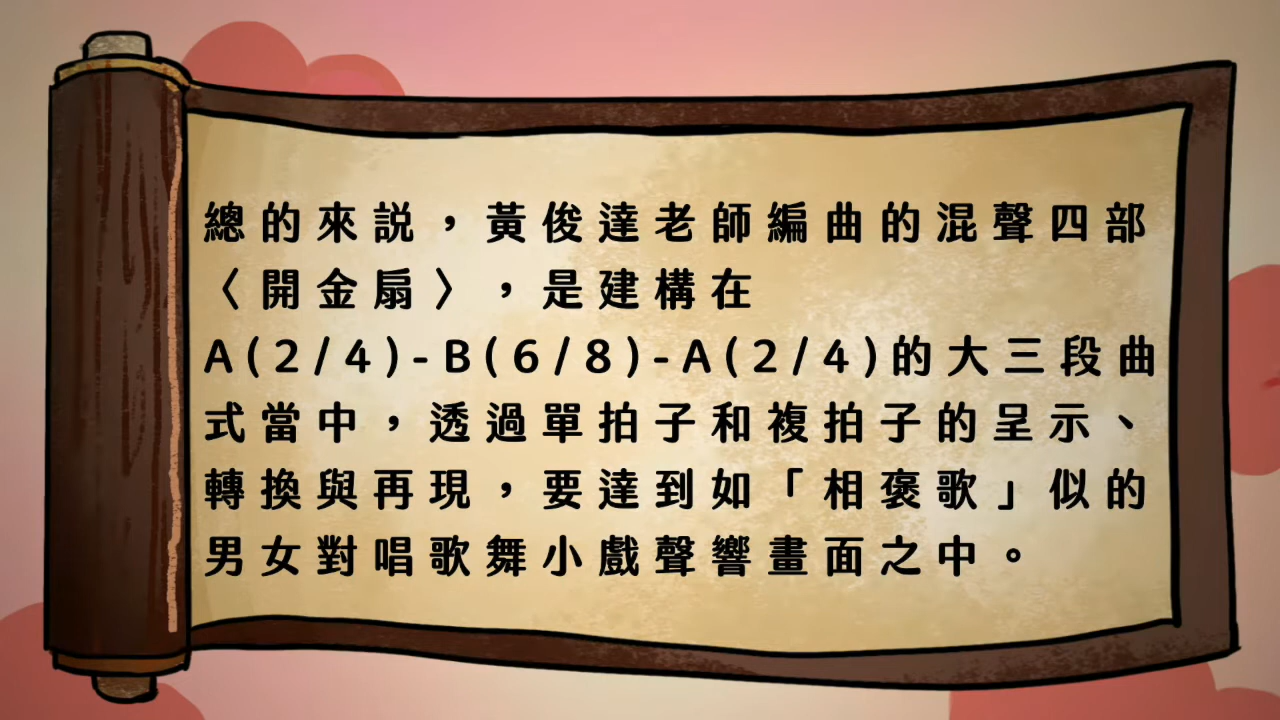 總的來説，黃俊達老師編曲的混聲四部
〈開金扇〉，是建構在
A(2/4)-B(6/8)-A(2/4)的大三段曲
式當中，透過單拍子和複拍子的呈示、
轉換與再現，要達到如「相褒歌」似的
男女對唱歌舞小戲聲響畫面之中。